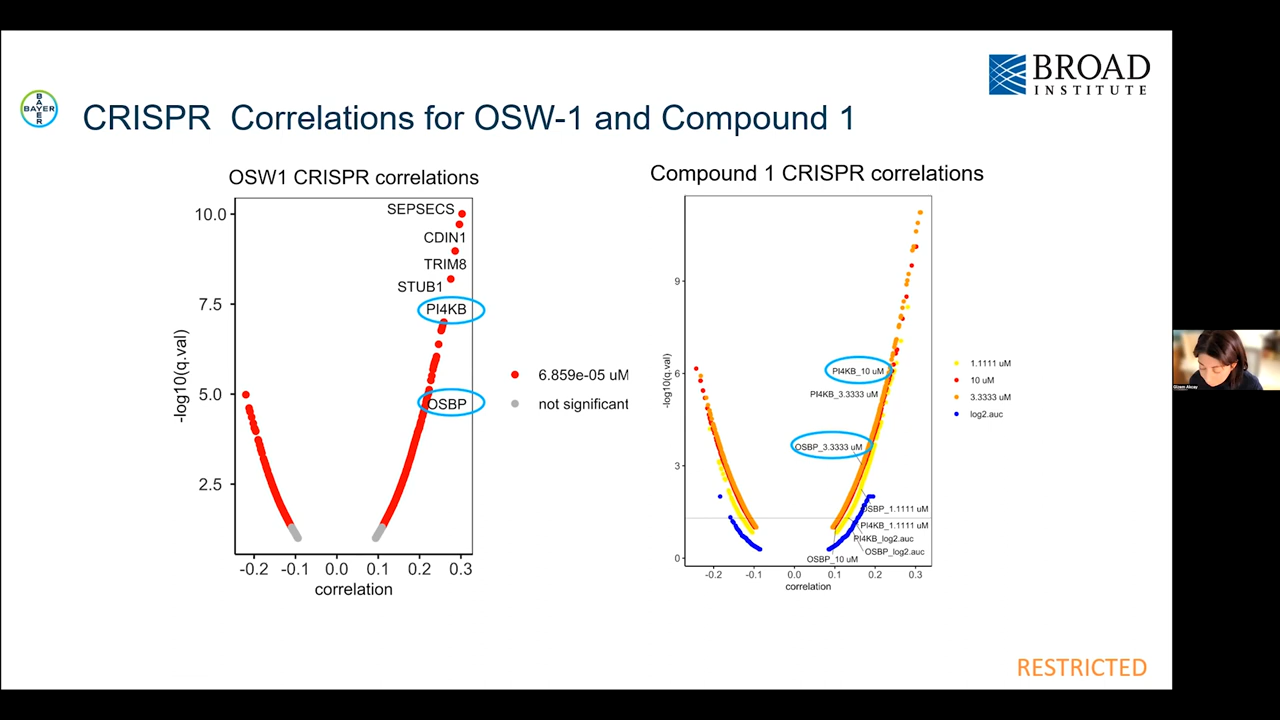 BROAD
INSTITUTE
BAYER
BAYER
CRISPR Correlations for OSW-1 and Compound 1
OSW1 CRISPR correlations
10.0
7.5
5.0
2.5
-log10(q.val)
SEPSECS
CDIN1
TRIM8
STUB1
PI4KB
OSBP
-0.2
-0.1
0.0
0.1
0.2
0.3
correlation
6.859e-05 uM
not significant
Compound 1 CRISPR correlations
9
6
3
0
-log10(q.val)
PI4KB_10 uM
PI4KB_3.3333 uM
OSBP_3.3333 uM
OSBP_1.1111 uM
PI4KB_1.1111 uM
PI4KB_log2.auc
OSBP_log2.auc
OSBP_10 uM
-0.2
-0.1
0.0
0.1
0.2
0.3
correlation
1.1111 uM
10 uM
3.3333 uM
log2.auc
RESTRICTED